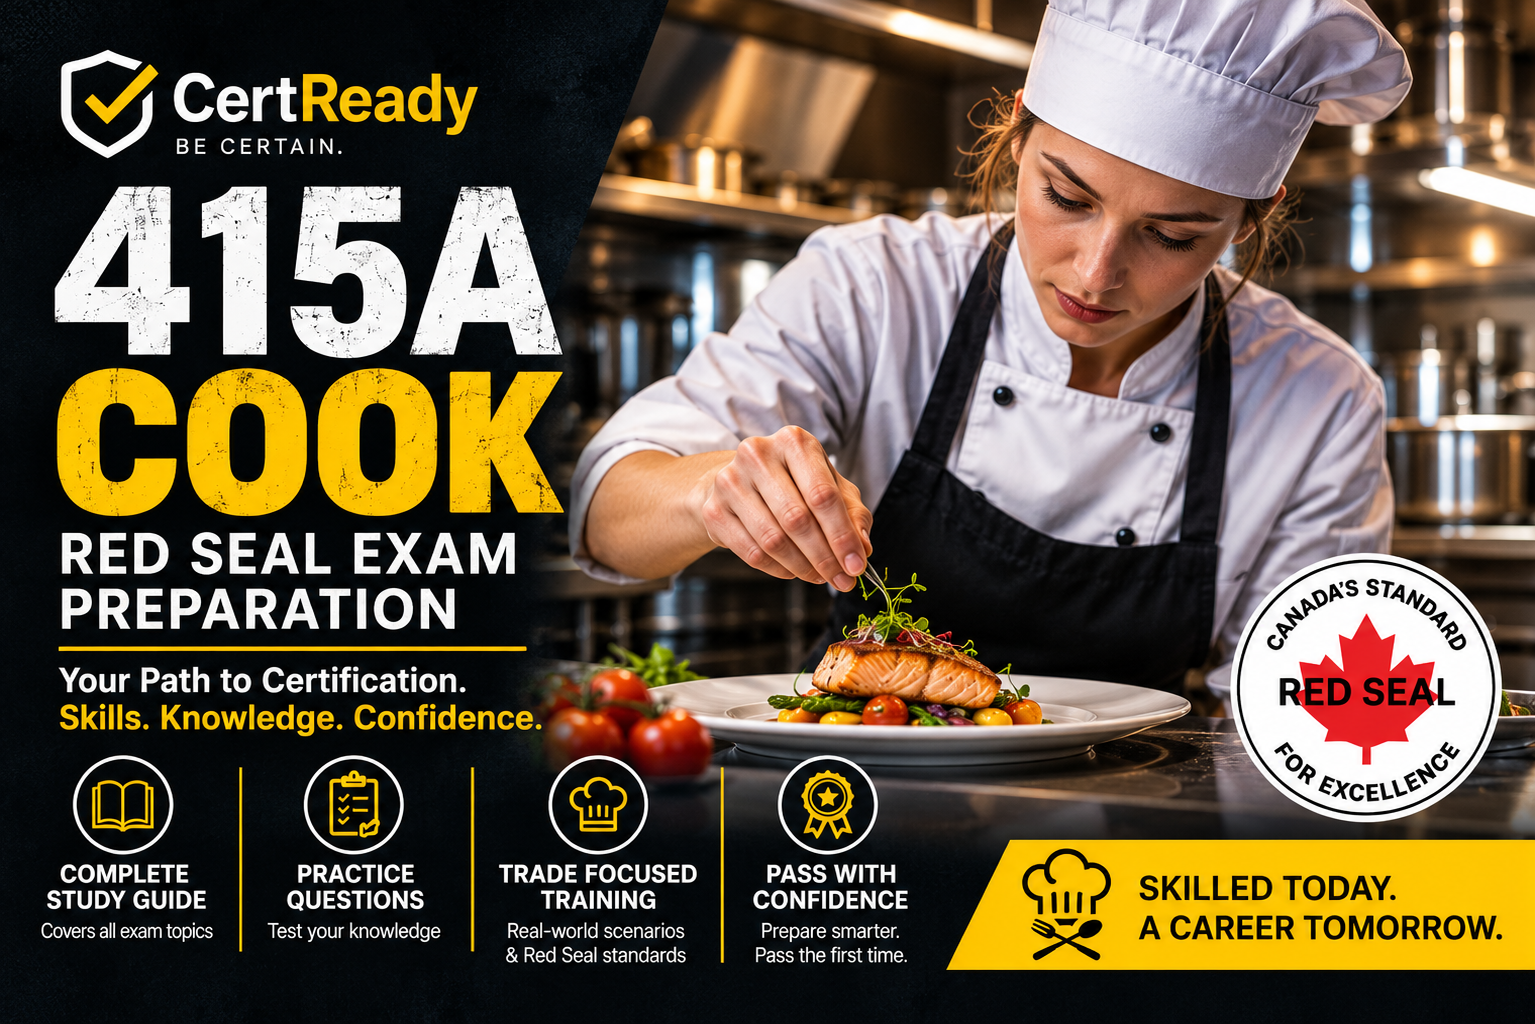 CertReady
BE CERTAIN.
415A
COOK
RED SEAL EXAM
PREPARATION
Your Path to Certification.
Skills. Knowledge. Confidence.
COMPLETE
STUDY GUIDE
Covers all exam topics
PRACTICE
QUESTIONS
Test your knowledge
TRADE FOCUSED
TRAINING
Real-world scenarios
& Red Seal standards
PASS WITH
CONFIDENCE
Prepare smarter.
Pass the first time.
CANADA'S STANDARD
RED SEAL
FOR EXCELLENCE
SKILLED TODAY.
A CAREER TOMORROW.